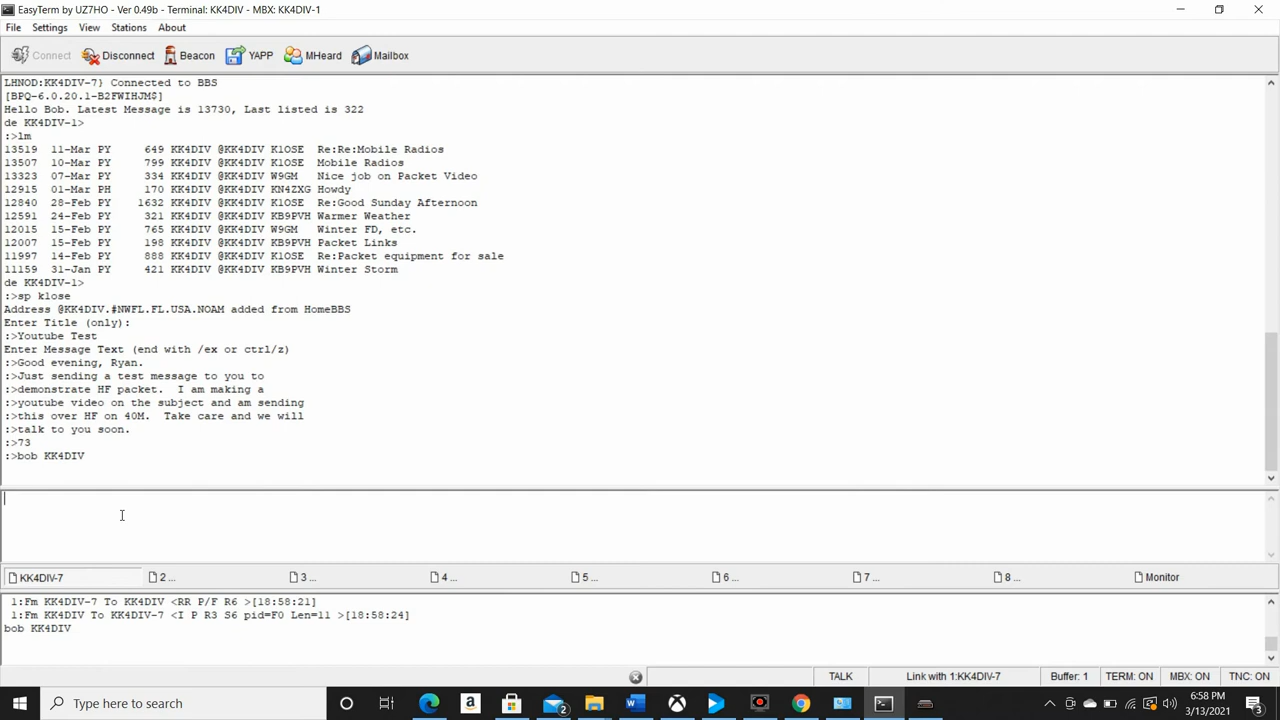 EasyTerm by UZ7HO - Ver 0.49b - Terminal: KK4DIV - MBX: KK4DIV-1
File Settings View Stations About
Connect Disconnect Beacon YAPP MHeard Mailbox
LHNOD:KK4DIV-7} Connected to BBS
[BPQ-6.0.20.1-B2FWIHJM$]
Hello Bob. Latest Message is 13730, Last listed is 322
de KK4DIV-1>
:>lm
13519 11-Mar PY 649 KK4DIV @KK4DIV K1OSE Re:Re:Mobile Radios
13507 10-Mar PY 799 KK4DIV @KK4DIV K1OSE Mobile Radios
13323 07-Mar PY 334 KK4DIV @KK4DIV W9GM Nice job on Packet Video
12915 01-Mar PH 170 KK4DIV @KK4DIV KN4ZXG Howdy
12840 28-Feb PY 1632 KK4DIV @KK4DIV K1OSE Re:Good Sunday Afternoon
12591 24-Feb PY 321 KK4DIV @KK4DIV KB9PVH Warmer Weather
12015 15-Feb PY 765 KK4DIV @KK4DIV W9GM Winter FD, etc.
12007 15-Feb PY 198 KK4DIV @KK4DIV KB9PVH Packet Links
11997 14-Feb PY 888 KK4DIV @KK4DIV K1OSE Re:Packet equipment for sale
11159 31-Jan PY 421 KK4DIV @KK4DIV KB9PVH Winter Storm
de KK4DIV-1>
:>sp k1ose
Address @KK4DIV.#NWFL.FL.USA.NOAM added from HomeBBS
Enter Title (only):
:>Youtube Test
Enter Message Text (end with /ex or ctrl/z)
:>Good evening, Ryan.
:>Just sending a test message to you to
:>demonstrate HF packet. I am making a
:>youtube video on the subject and am sending
:>this over HF on 40M. Take care and we will
:>talk to you soon.
:>73
:>bob KK4DIV
KK4DIV-7 2 ... 3 ... 4 ... 5 ... 6 ... 7 ... 8 ... Monitor
1:Fm KK4DIV-7 To KK4DIV <RR P/F R6 >[18:58:21]
1:Fm KK4DIV To KK4DIV-7 <I P R3 S6 pid=F0 Len=11 >[18:58:24]
bob KK4DIV
TALK Link with 1:KK4DIV-7 Buffer: 1 TERM: ON MBX: ON TNC: ON
Type here to search
2
6:58 PM
3/13/2021
3